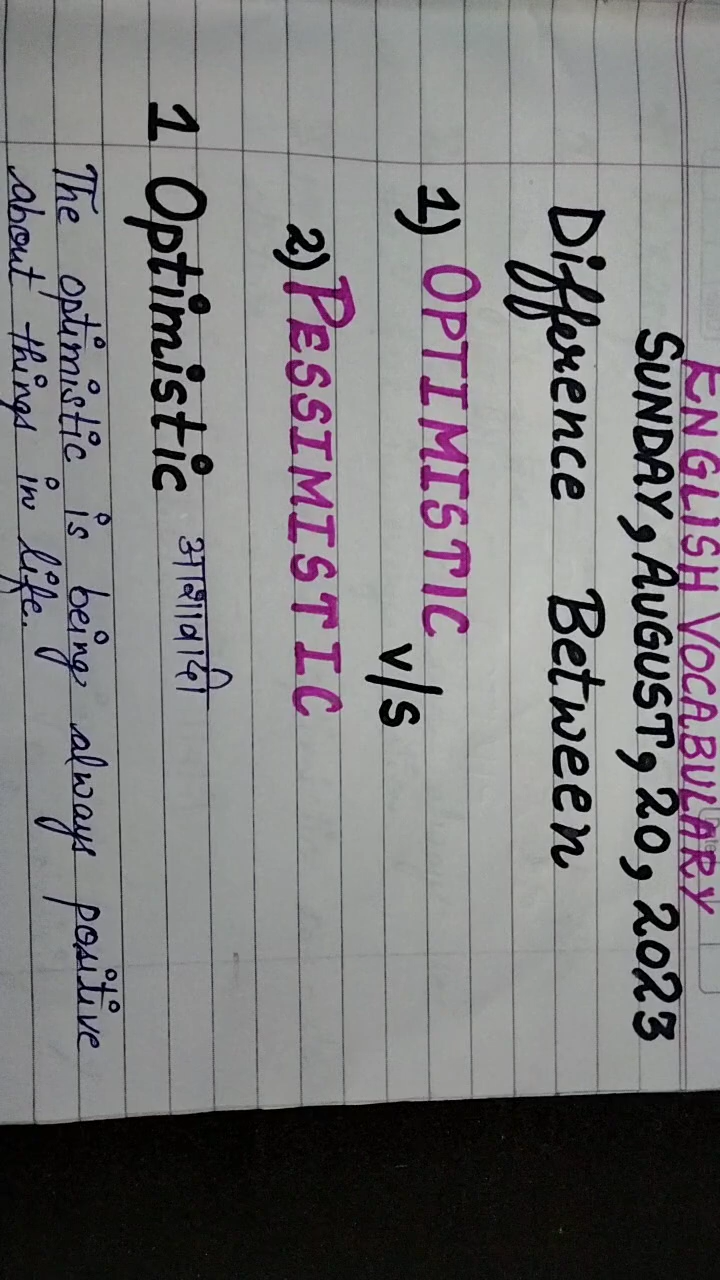 ENGLISH VOCABULARY
SUNDAY, AUGUST, 20, 2023
Difference Between
1) OPTIMISTIC
v/s
2) PESSIMISTIC
1 Optimistic आशावादी
The optimistic is being always positive
about things in life.